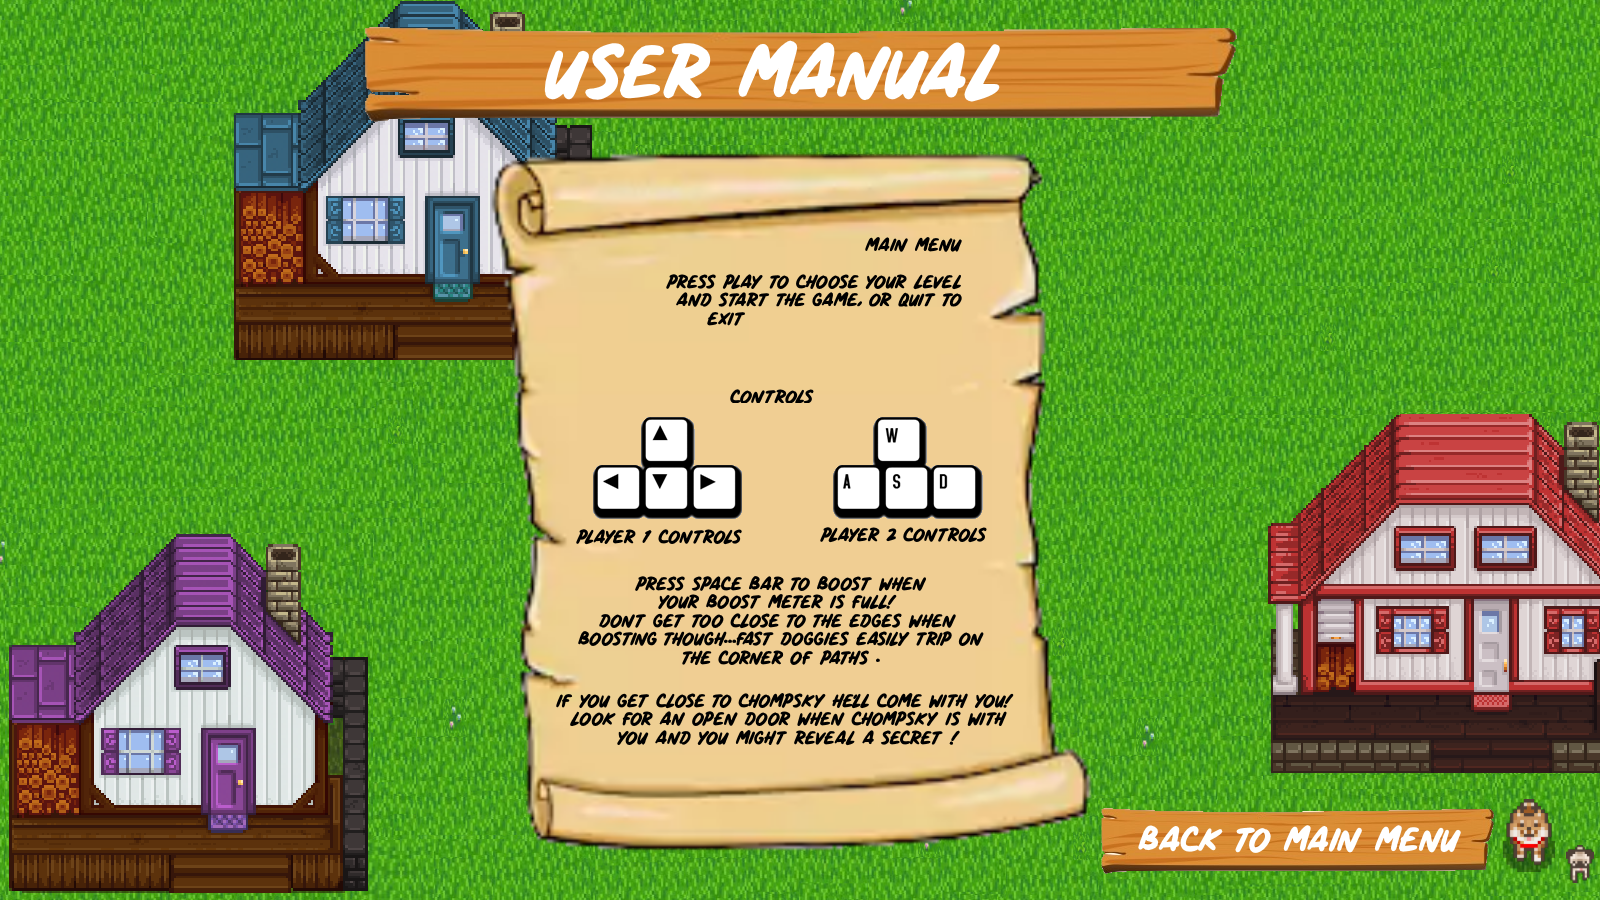 USER MANUAL
MAIN MENU
PRESS PLAY TO CHOOSE YOUR LEVEL
AND START THE GAME, OR QUIT TO
EXIT
CONTROLS
▲
◀ ▼ ▶
W
A S D
PLAYER 1 CONTROLS
PLAYER 2 CONTROLS
PRESS SPACE BAR TO BOOST WHEN
YOUR BOOST METER IS FULL!
DONT GET TOO CLOSE TO THE EDGES WHEN
BOOSTING THOUGH...FAST DOGGIES EASILY TRIP ON
THE CORNER OF PATHS .
IF YOU GET CLOSE TO CHOMPSKY HE'LL COME WITH YOU!
LOOK FOR AN OPEN DOOR WHEN CHOMPSKY IS WITH
YOU AND YOU MIGHT REVEAL A SECRET !
BACK TO MAIN MENU